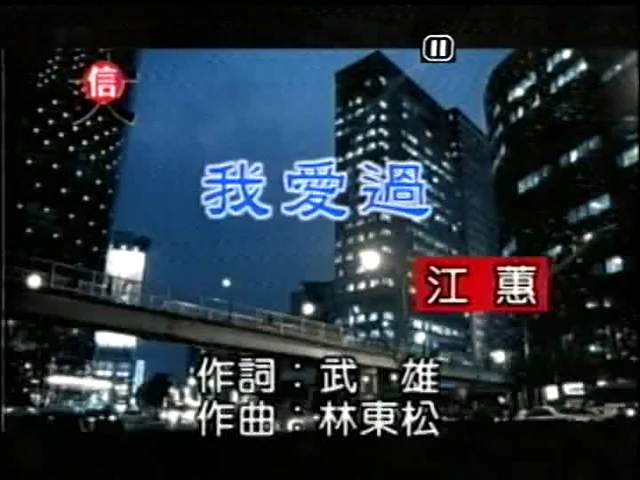 信
我愛過
江蕙
作詞：武雄
作曲：林東松